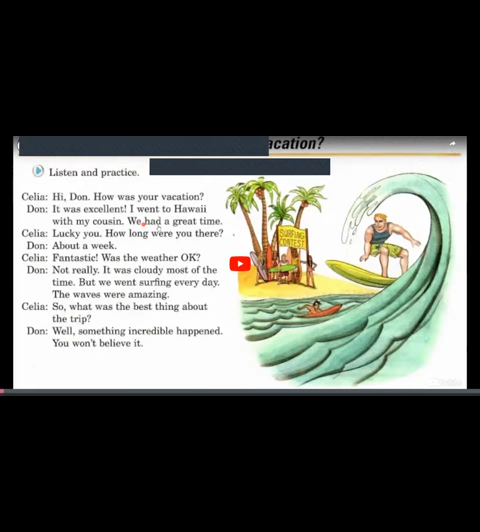 acation?
Listen and practice.
Celia: Hi, Don. How was your vacation?
Don: It was excellent! I went to Hawaii
with my cousin. We had a great time.
Celia: Lucky you. How long were you there?
Don: About a week.
Celia: Fantastic! Was the weather OK?
Don: Not really. It was cloudy most of the
time. But we went surfing every day.
The waves were amazing.
Celia: So, what was the best thing about
the trip?
Don: Well, something incredible happened.
You won't believe it.
SURFING
CONTEST